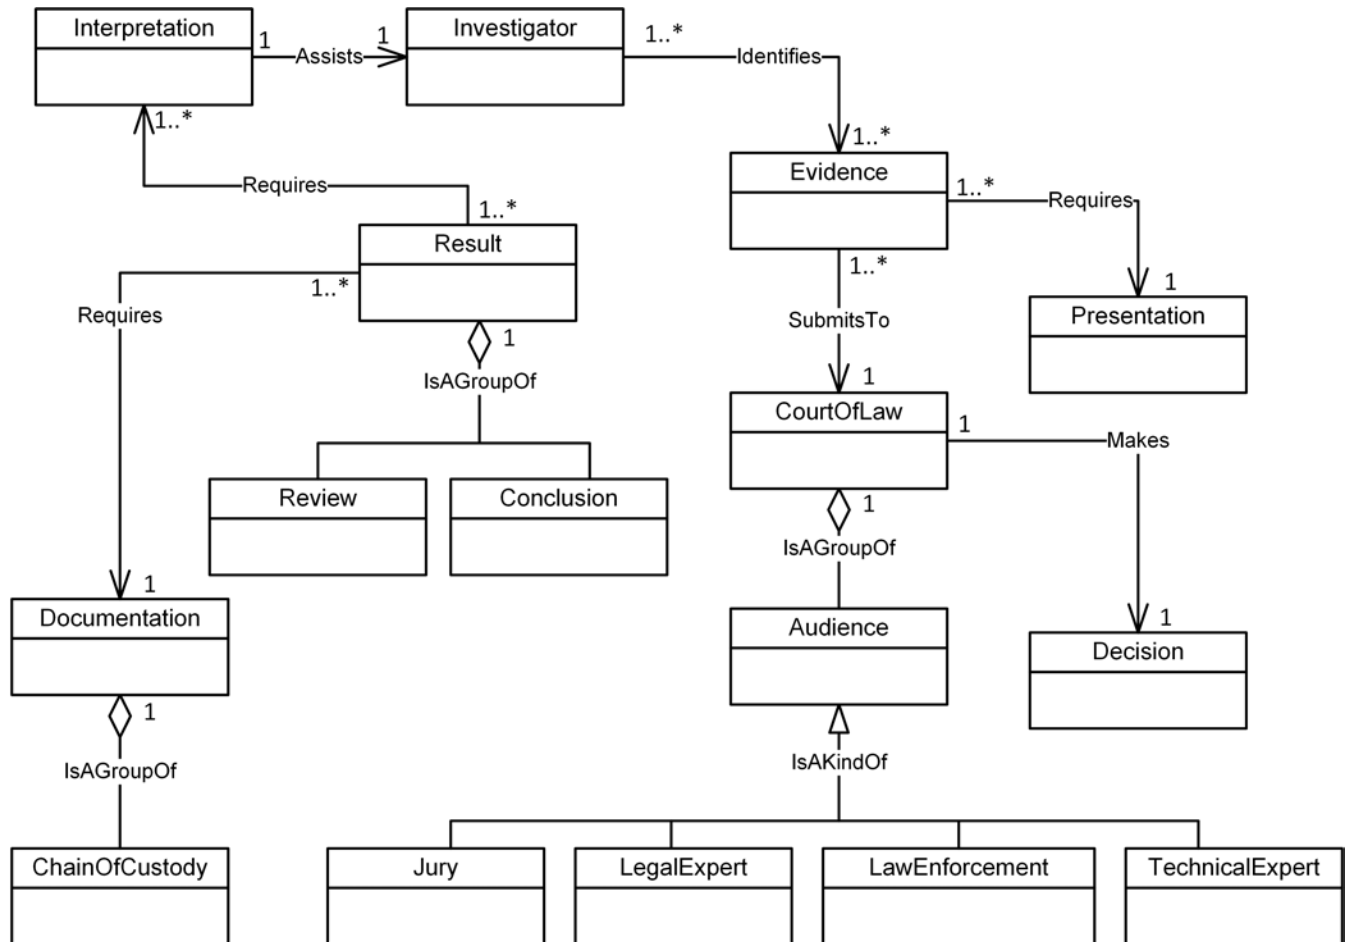 Interpretation
1
Assists
1
Investigator
1..*
Identifies
1..*
1..*
Requires
1..*
Result
1..*
Requires
1
IsAGroupOf
Review
Conclusion
1
Documentation
1
IsAGroupOf
ChainOfCustody
Evidence
1..*
Requires
1
Presentation
1..*
SubmitsTo
1
CourtOfLaw
1
Makes
1
Decision
1
IsAGroupOf
Audience
IsAKindOf
Jury
LegalExpert
LawEnforcement
TechnicalExpert